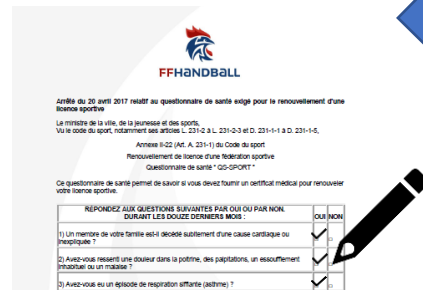 FFHANDBALL
Arrêté du 20 avril 2017 relatif au questionnaire de santé exigé pour le renouvellement d'une
licence sportive
Le ministre de la ville, de la jeunesse et des sports,
Vu le code du sport, notamment ses articles L. 231-2 à L. 231-2-3 et D. 231-1-1 à D. 231-1-5,
Annexe II-22 (Art. A. 231-1) du Code du sport
Renouvellement de licence d'une fédération sportive
Questionnaire de santé " QS-SPORT "
Ce questionnaire de santé permet de savoir si vous devez fournir un certificat médical pour renouveler
votre licence sportive.
RÉPONDEZ AUX QUESTIONS SUIVANTES PAR OUI OU PAR NON.
DURANT LES DOUZE DERNIERS MOIS : OUI NON
1) Un membre de votre famille est-il décédé subitement d'une cause cardiaque ou
inexpliquée ?
2) Avez-vous ressenti une douleur dans la poitrine, des palpitations, un essoufflement
inhabituel ou un malaise ?
3) Avez-vous eu un épisode de respiration sifflante (asthme) ?